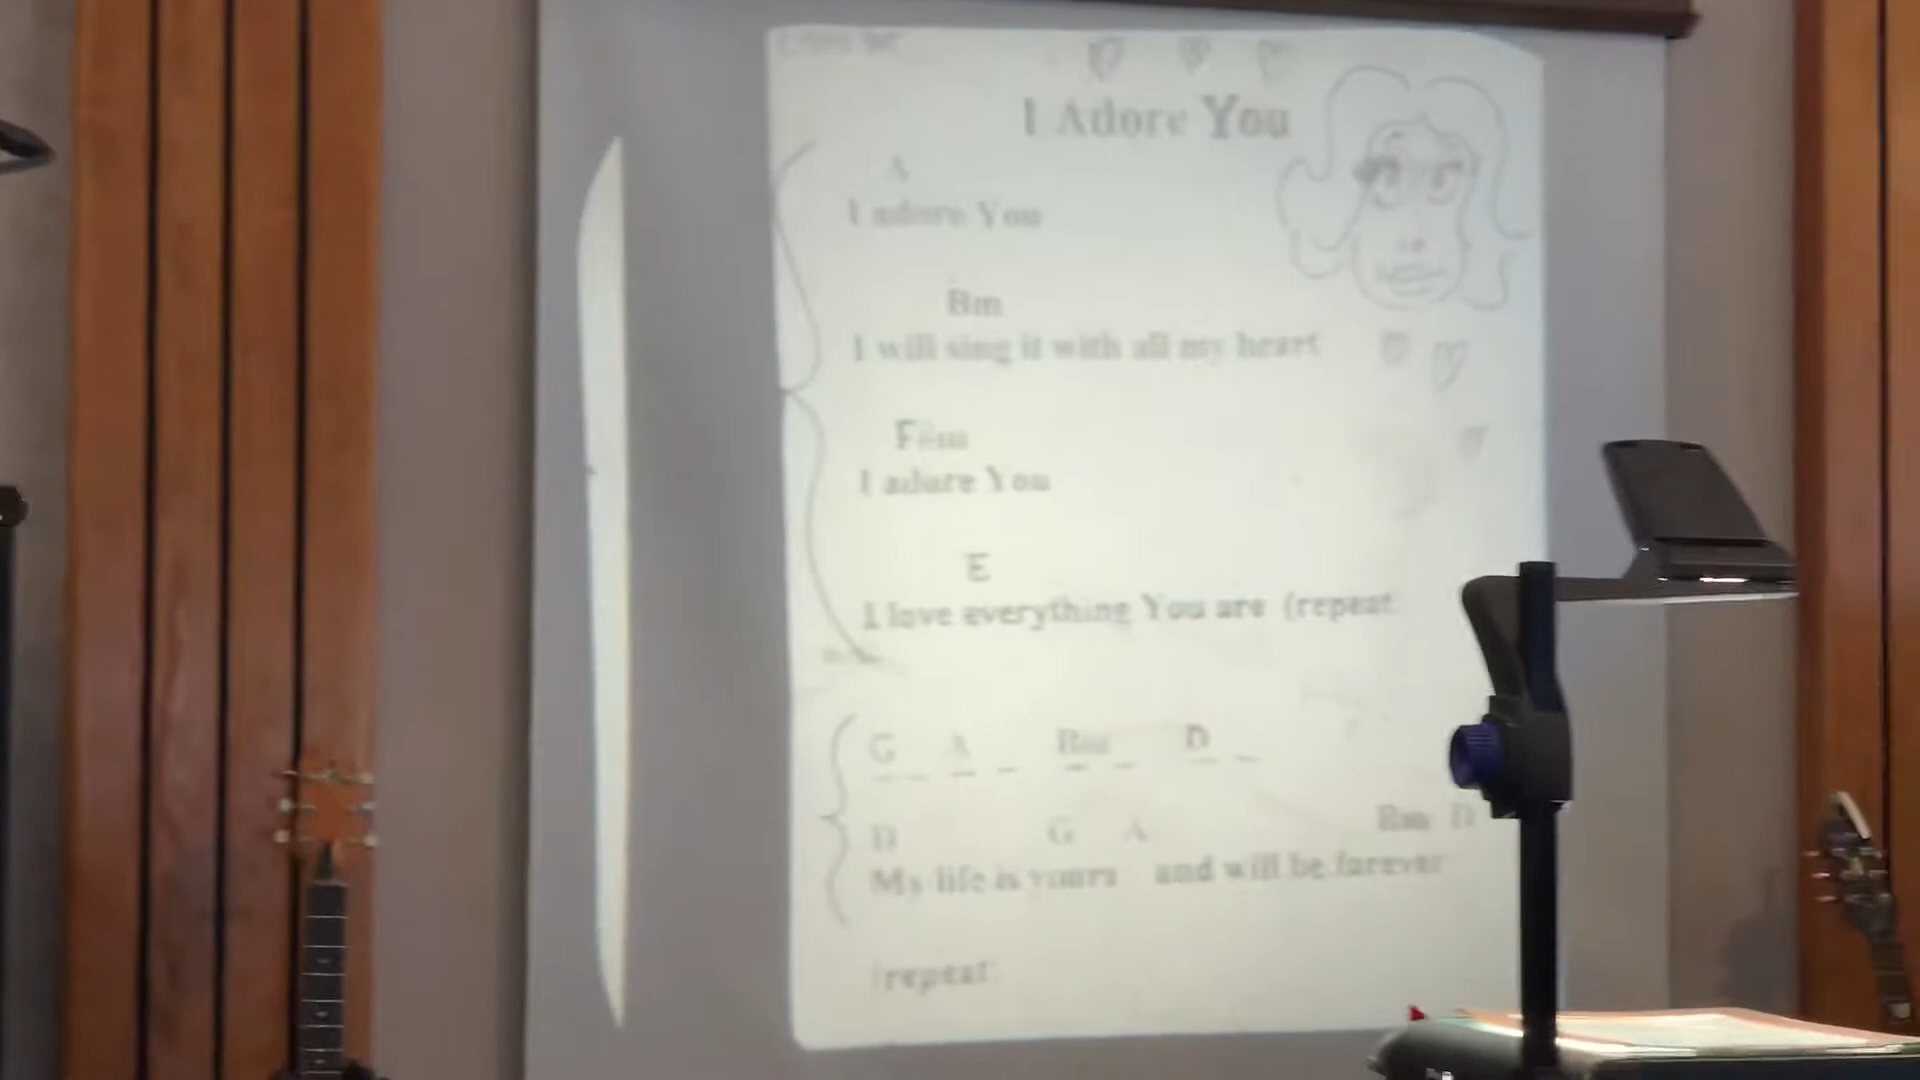 I Adore You
A
I adore You
Bm
I will sing it with all my heart
F#m
I adore You
E
I love everything You are (repeat
G A Bm D
D G A Bm D
My life is yours and will be forever
(repeat)